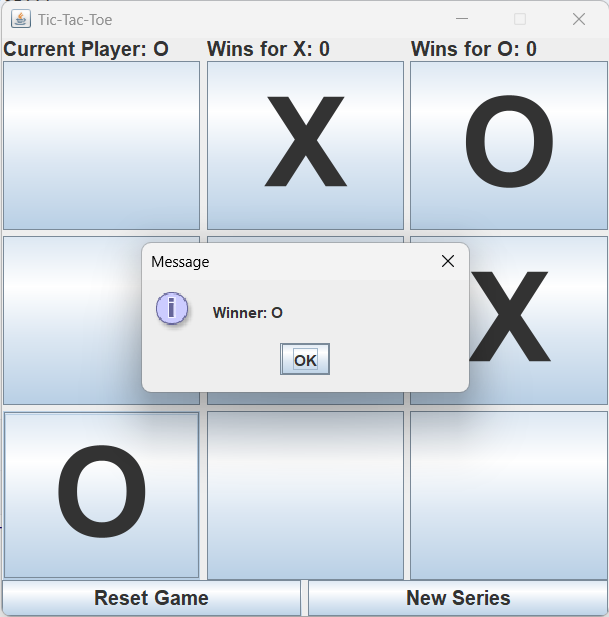 Tic-Tac-Toe
Current Player: O Wins for X: 0 Wins for O: 0
X O
Message
X
i
Winner: O
OK
O
Reset Game New Series